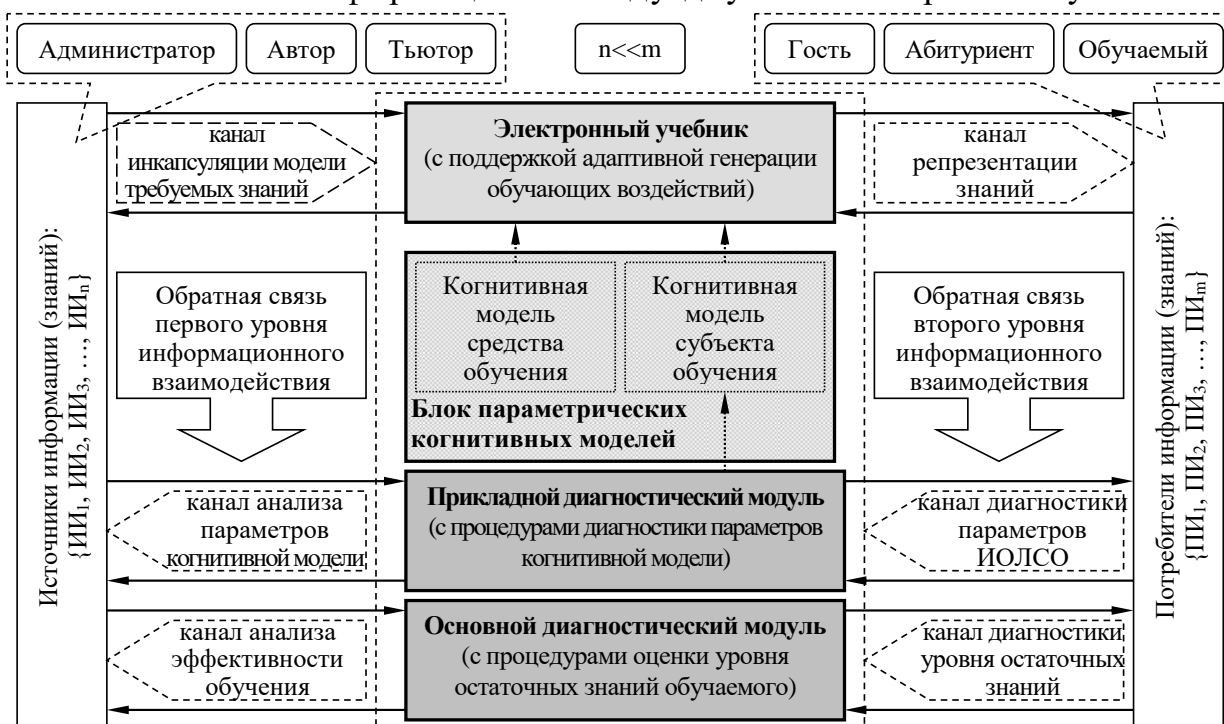 Администратор
Автор
Тьютор
n<<m
Гость
Абитуриент
Обучаемый
Источники информации (знаний):
{ИИ1, ИИ2, ИИ3, …, ИИn}
канал
инкапсуляции модели
требуемых знаний
Электронный учебник
(с поддержкой адаптивной генерации
обучающих воздействий)
канал
репрезентации
знаний
Потребители информации (знаний):
{ПИ1, ПИ2, ПИ3, …, ПИm}
Обратная связь
первого уровня
информационного
взаимодействия
Когнитивная
модель
средства
обучения
Когнитивная
модель
субъекта
обучения
Блок параметрических
когнитивных моделей
Обратная связь
второго уровня
информационного
взаимодействия
канал анализа
параметров
когнитивной модели
Прикладной диагностический модуль
(с процедурами диагностики параметров
когнитивной модели)
канал диагностики
параметров
ИОЛСО
канал анализа
эффективности
обучения
Основной диагностический модуль
(с процедурами оценки уровня
остаточных знаний обучаемого)
канал диагностики
уровня остаточных
знаний